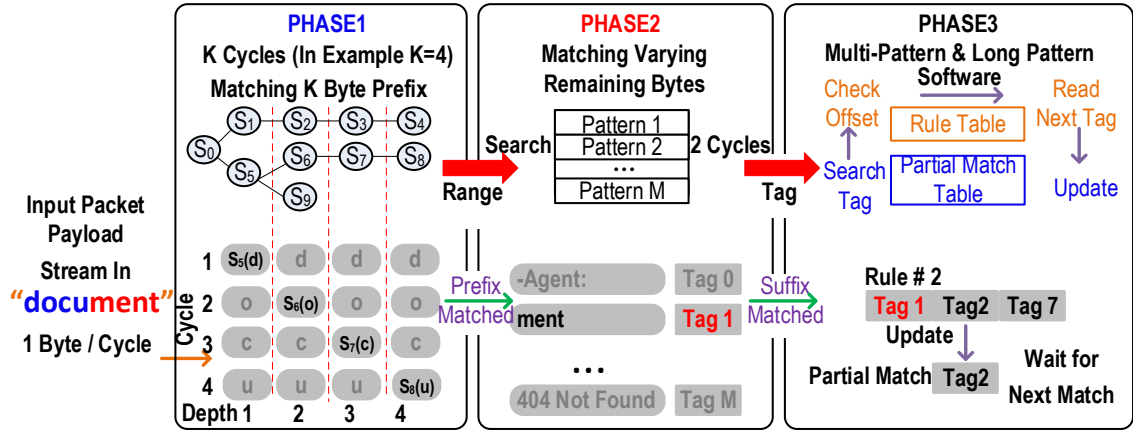 PHASE1
K Cycles (In Example K=4)
Matching K Byte Prefix
S0
S1
S2
S3
S4
S5
S6
S7
S8
S9
Input Packet
Payload
Stream In
“document”
1 Byte / Cycle
Cycle
1 S5(d) d d d
2 o S6(o) o o
3 c c S7(c) c
4 u u u S8(u)
Depth 1 2 3 4
Range
Prefix
Matched
PHASE2
Matching Varying
Remaining Bytes
Search
Pattern 1
Pattern 2
...
Pattern M
2 Cycles
-Agent: Tag 0
ment Tag 1
...
404 Not Found Tag M
Tag
Suffix
Matched
PHASE3
Multi-Pattern & Long Pattern
Software
Check
Offset
Rule Table
Read
Next Tag
Search
Tag
Partial Match
Table
Update
Rule # 2
Tag 1 Tag2 Tag 7
Update
Partial Match Tag2
Wait for
Next Match